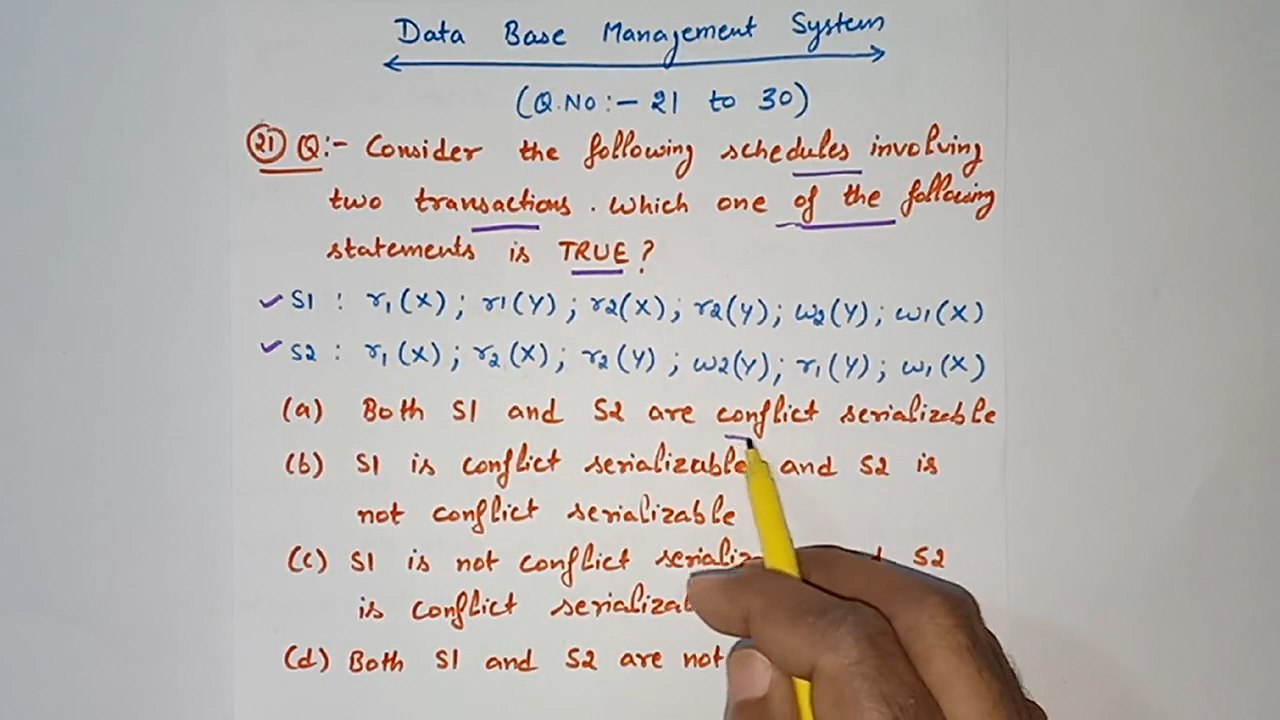 Data Base Management System
(Q.NO:- 21 to 30)
21 Q:- Consider the following schedules involving
two transactions. Which one of the following
statements is TRUE?
S1 : r1(X); r1(Y); r2(X); r2(Y); w2(Y); w1(X)
S2 : r1(X); r2(X); r2(Y); w2(Y); r1(Y); w1(X)
(a) Both S1 and S2 are conflict serializable
(b) S1 is conflict serializable and S2 is
not conflict serializable
(c) S1 is not conflict S2
is conflict
(d) Both S1 and S2 are not